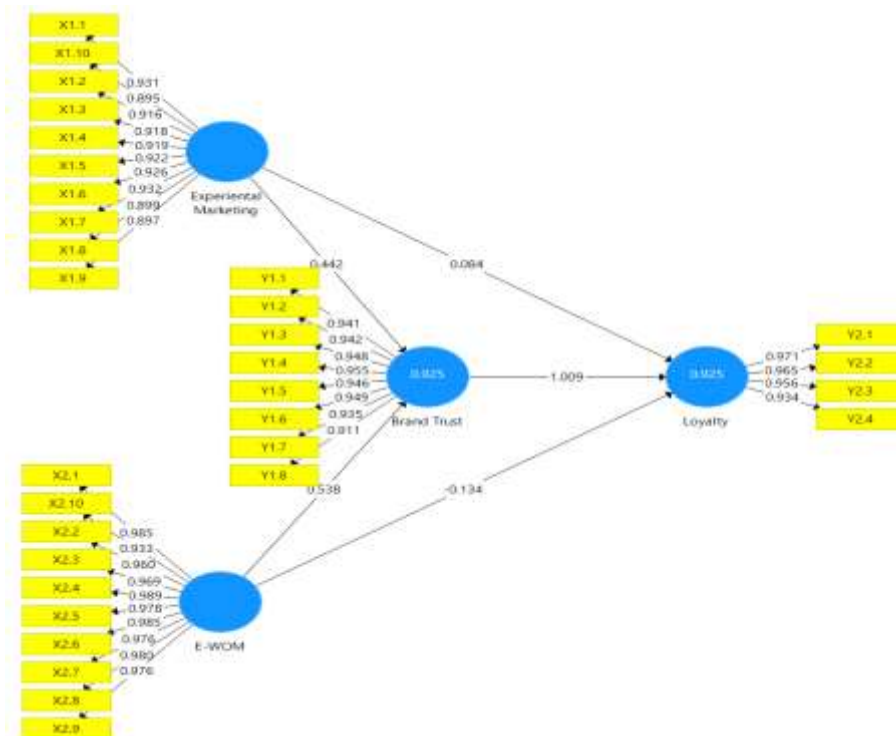 X1.1
X1.10
X1.2
X1.3
X1.4
X1.5
X1.6
X1.7
X1.8
X1.9
0.931
0.895
0.916
0.918
0.919
0.922
0.926
0.932
0.899
0.897
Experiental
Marketing
0.442
0.084
Y1.1
Y1.2
Y1.3
Y1.4
Y1.5
Y1.6
Y1.7
Y1.8
0.941
0.942
0.948
0.955
0.946
0.949
0.935
0.911
0.925
Brand Trust
1.009
0.925
Loyalty
0.971
0.965
0.956
0.934
Y2.1
Y2.2
Y2.3
Y2.4
0.538
-0.134
X2.1
X2.10
X2.2
X2.3
X2.4
X2.5
X2.6
X2.7
X2.8
X2.9
0.985
0.933
0.960
0.969
0.989
0.978
0.985
0.976
0.980
0.976
E-WOM